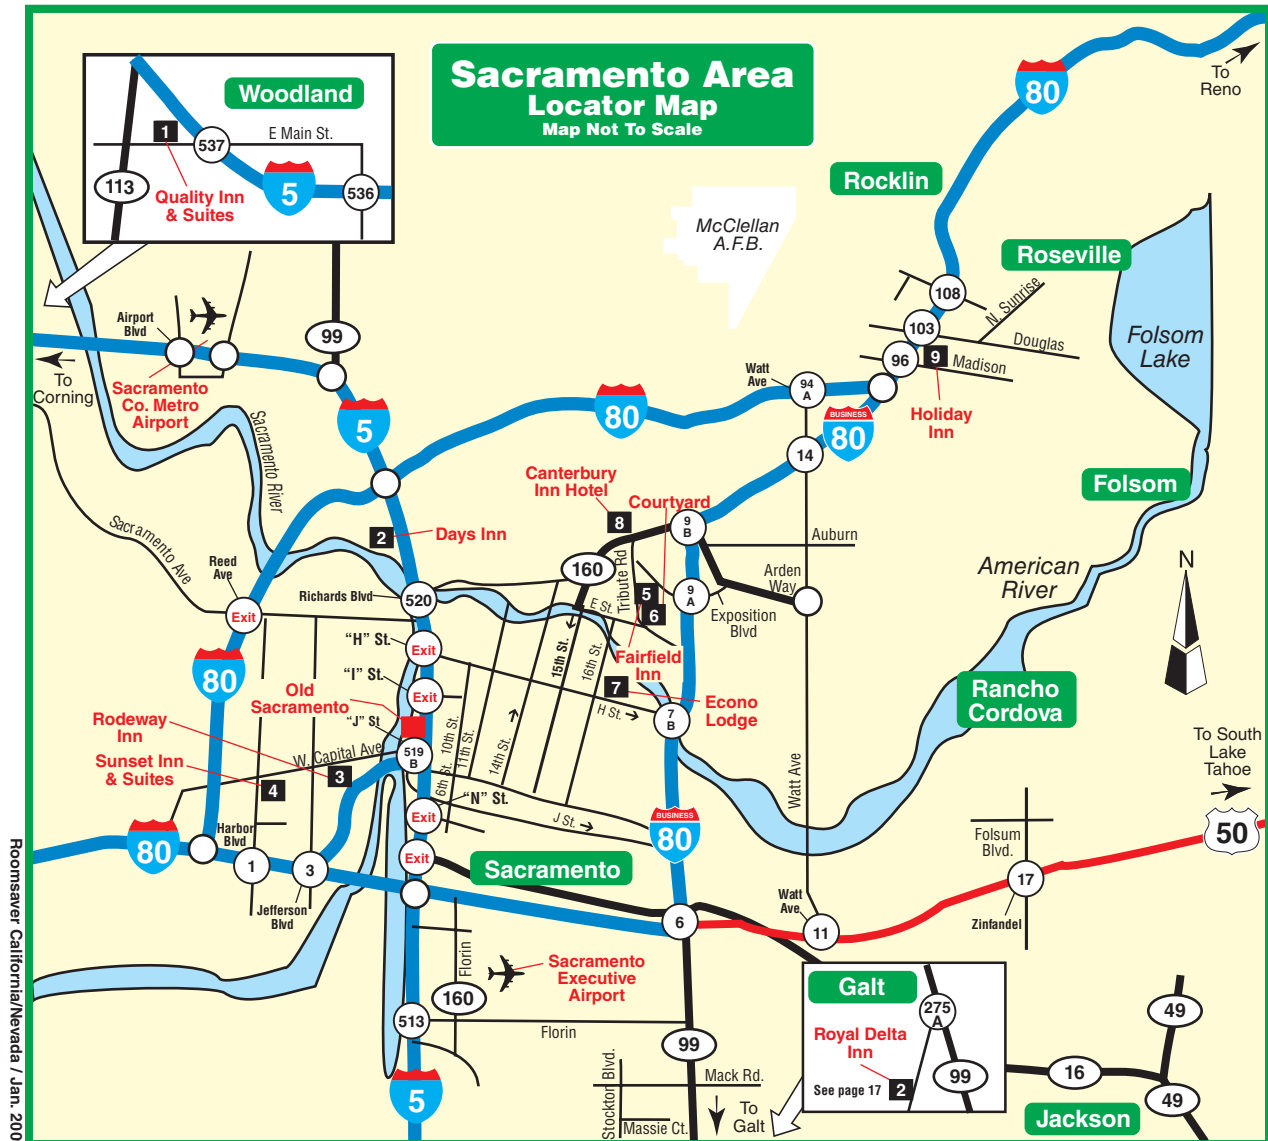 Sacramento Area
Locator Map
Map Not To Scale
Woodland
1
E Main St.
537
113
5
536
Quality Inn
& Suites
80
To
Reno
Rocklin
McClellan
A.F.B.
Roseville
108
N. Sunrise
103
Douglas
96
9
Madison
Folsom
Lake
Airport
Blvd
99
To
Corning
Sacramento
Co. Metro
Airport
5
80
Watt
Ave
94
A
BUSINESS
80
Holiday
Inn
14
Sacramento River
Canterbury
Inn Hotel
Courtyard
Folsom
8
9
B
Auburn
2
Days Inn
Sacramento Ave
160
Tribute Rd
Arden
Way
American
River
N
Reed
Ave
Exit
Richards Blvd
520
E St.
5
6
9
A
Exposition
Blvd
"H" St.
Exit
15th St.
16th St.
Fairfield
Inn
80
"I" St.
Exit
7
Econo
Lodge
Rancho
Cordova
Old
Sacramento
H St.
7
B
Rodeway
Inn
"J" St
10th St.
11th St.
14th St.
Sunset Inn
& Suites
W. Capital Ave
519
B
3
4
6th St.
"N" St.
Watt Ave
To South
Lake
Tahoe
80
Harbor
Blvd
Exit
J St.
BUSINESS
80
Folsum
Blvd.
50
1
3
Exit
Sacramento
17
Jefferson
Blvd
6
Watt
Ave
11
Zinfandel
Florin
160
Sacramento
Executive
Airport
Galt
275
A
513
Florin
Royal Delta
Inn
49
99
See page 17
2
99
16
49
5
Stockton Blvd.
Mack Rd.
Massie Ct.
To
Galt
Jackson
Roomsaver California/Nevada / Jan. 200